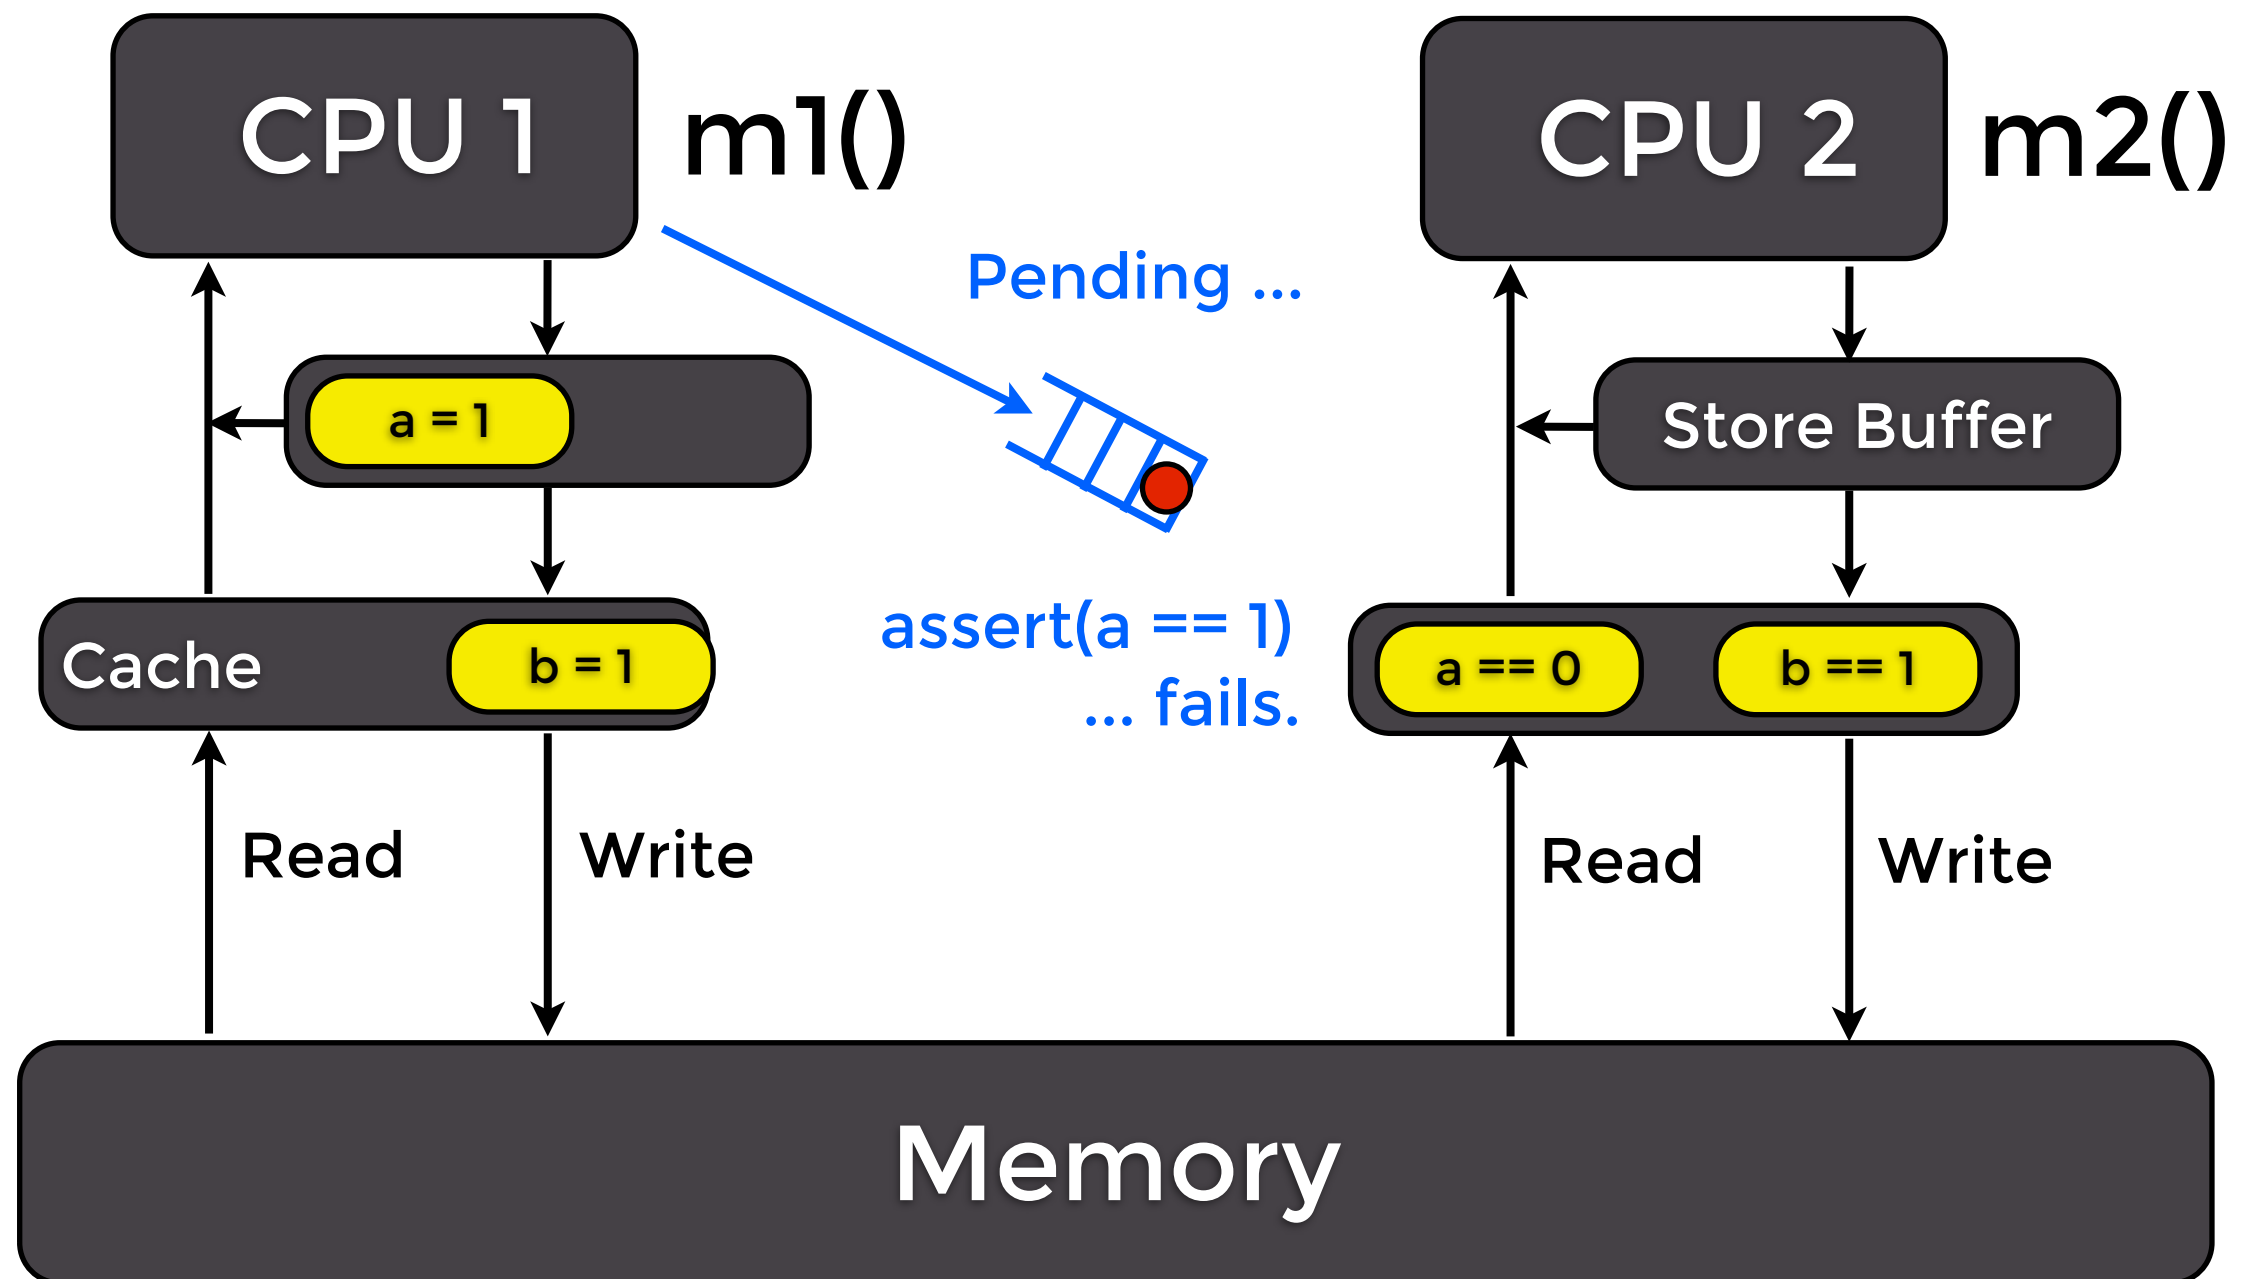 CPU 1
m1()
CPU 2
m2()
Pending ...
a = 1
Store Buffer
assert(a == 1)
... fails.
Cache
b = 1
a == 0
b == 1
Read
Write
Read
Write
Memory